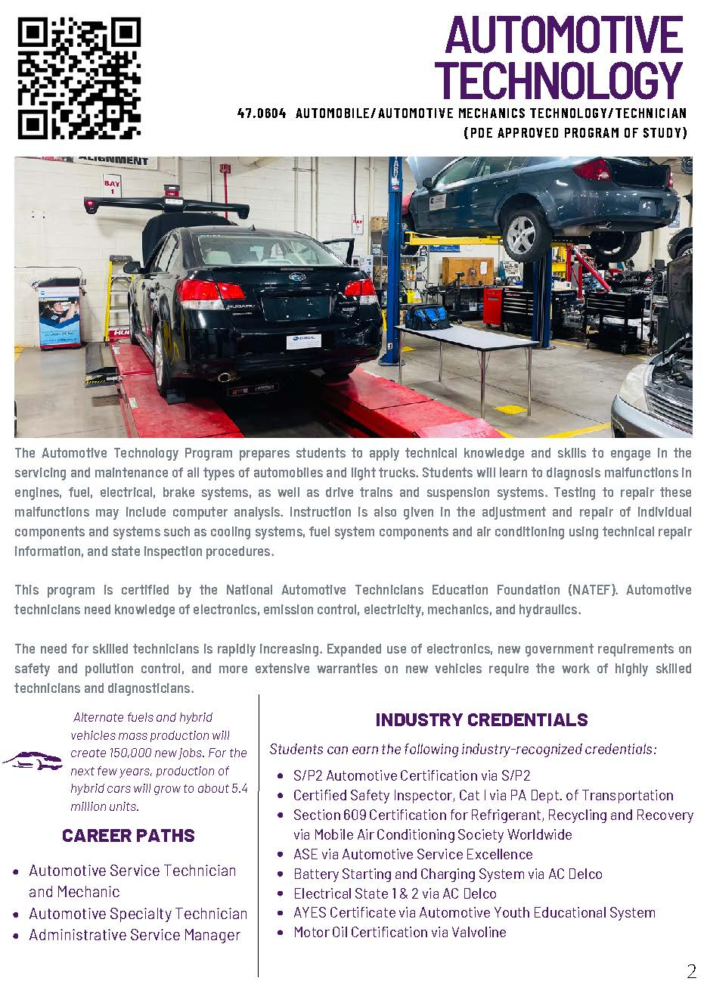 AUTOMOTIVE
TECHNOLOGY
47.0604 AUTOMOBILE/AUTOMOTIVE MECHANICS TECHNOLOGY/TECHNICIAN
(PDE APPROVED PROGRAM OF STUDY)
ALIGNMENT
BAY
1
BAY
SUBARU
SUBARU
The Automotive Technology Program prepares students to apply technical knowledge and skills to engage in the
servicing and maintenance of all types of automobiles and light trucks. Students will learn to diagnosis malfunctions in
engines, fuel, electrical, brake systems, as well as drive trains and suspension systems. Testing to repair these
malfunctions may include computer analysis. Instruction is also given in the adjustment and repair of individual
components and systems such as cooling systems, fuel system components and air conditioning using technical repair
information, and state inspection procedures.
This program is certified by the National Automotive Technicians Education Foundation (NATEF). Automotive
technicians need knowledge of electronics, emission control, electricity, mechanics, and hydraulics.
The need for skilled technicians is rapidly increasing. Expanded use of electronics, new government requirements on
safety and pollution control, and more extensive warranties on new vehicles require the work of highly skilled
technicians and diagnosticians.
Alternate fuels and hybrid
vehicles mass production will
create 150,000 new jobs. For the
next few years, production of
hybrid cars will grow to about 5.4
million units.
CAREER PATHS
• Automotive Service Technician
and Mechanic
• Automotive Specialty Technician
• Administrative Service Manager
INDUSTRY CREDENTIALS
Students can earn the following industry-recognized credentials:
• S/P2 Automotive Certification via S/P2
• Certified Safety Inspector, Cat I via PA Dept. of Transportation
• Section 609 Certification for Refrigerant, Recycling and Recovery
via Mobile Air Conditioning Society Worldwide
• ASE via Automotive Service Excellence
• Battery Starting and Charging System via AC Delco
• Electrical State 1 & 2 via AC Delco
• AYES Certificate via Automotive Youth Educational System
• Motor Oil Certification via Valvoline
2